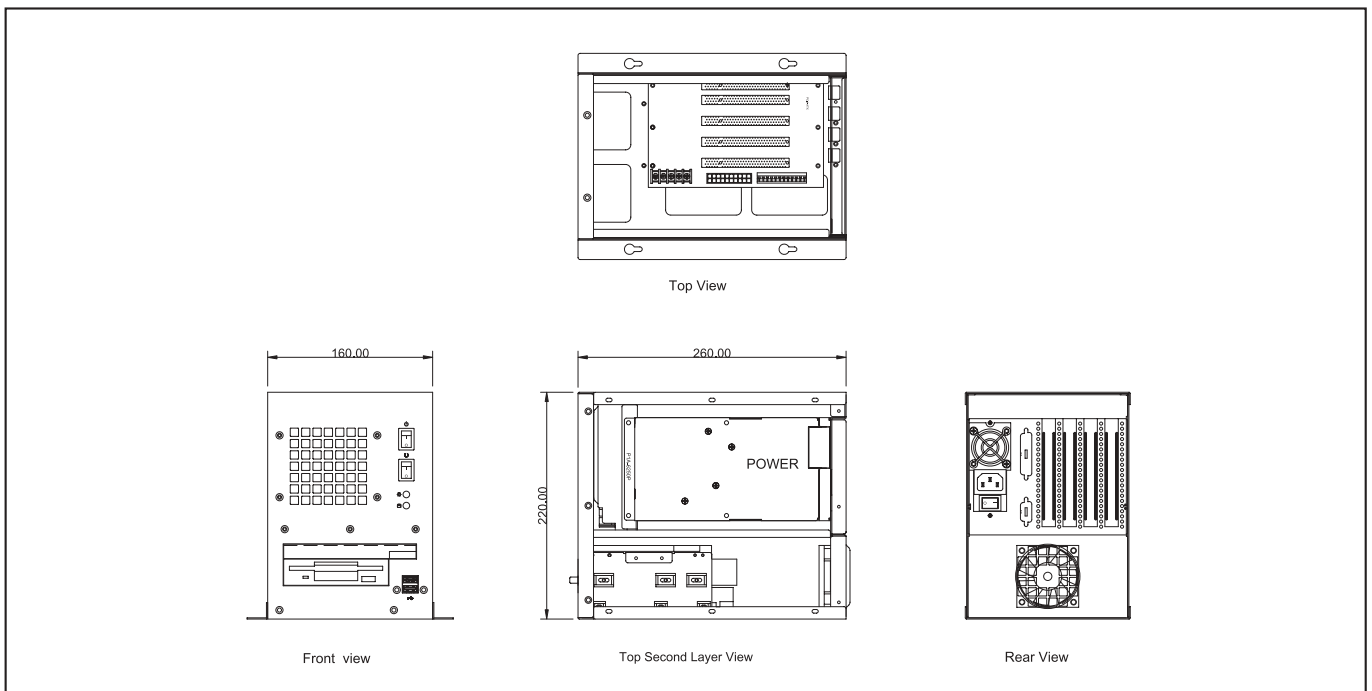 Top View
160.00
260.00
220.00
POWER
Front view
Top Second Layer View
Rear View